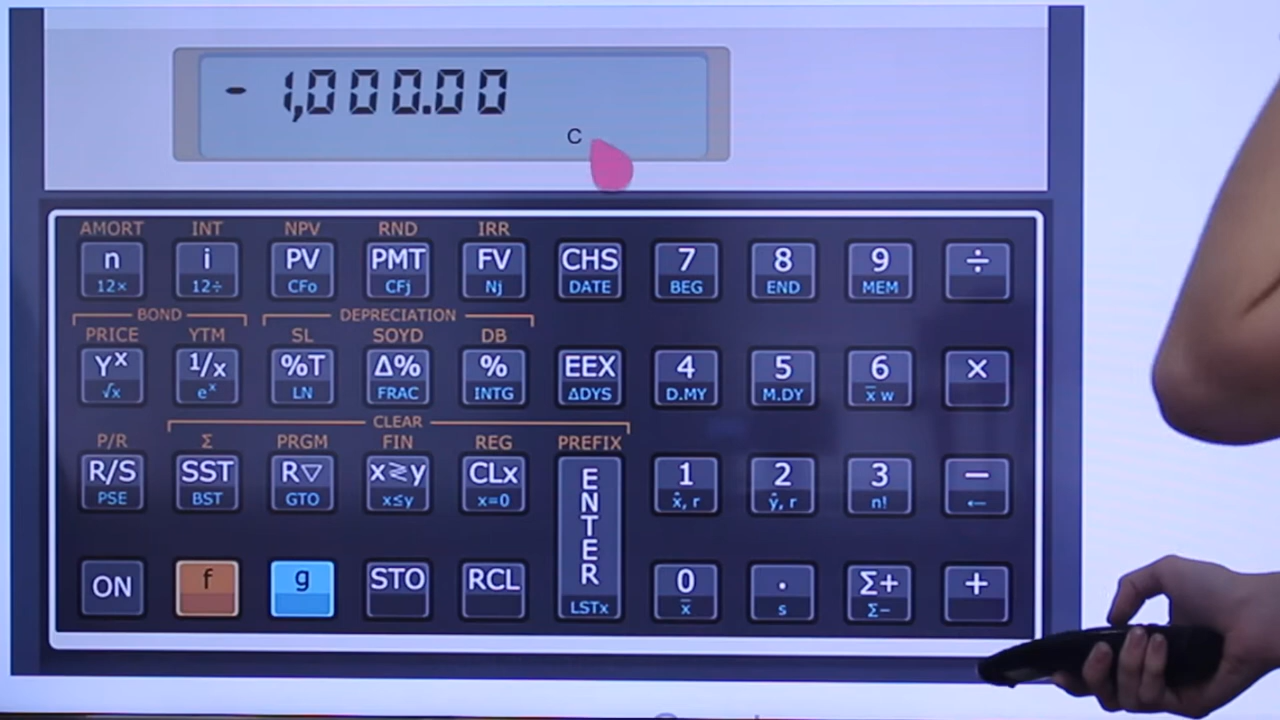 - 1,000.00
C
AMORT INT NPV RND IRR
n i PV PMT FV CHS 7 8 9 ÷
12× 12÷ CFo CFj Nj DATE BEG END MEM
BOND DEPRECIATION
PRICE YTM SL SOYD DB
Yˣ 1/x %T Δ% % EEX 4 5 6 ×
√x eˣ LN FRAC INTG ΔDYS D.MY M.DY x̅ w
CLEAR
P/R Σ PRGM FIN REG PREFIX
R/S SST R▽ x≷y CLx ENTER 1 2 3 −
PSE BST GTO x≤y x=0 x̂, r ŷ, r n! ←
ON f g STO RCL 0 . Σ+ +
LSTx x̅ s Σ−